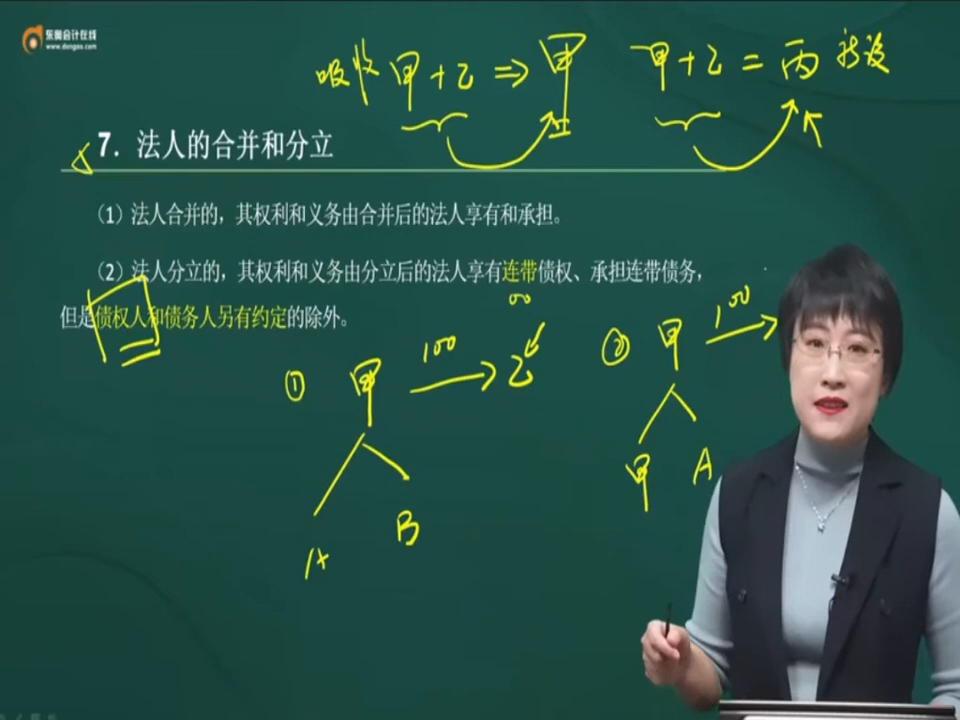 东奥会计在线
www.dongao.com
吸收 甲+乙⇒甲
甲+乙=丙 新设
7. 法人的合并和分立
（1）法人合并的，其权利和义务由合并后的法人享有和承担。
（2）法人分立的，其权利和义务由分立后的法人享有连带债权、承担连带债务，
但是债权人和债务人另有约定的除外。
① 甲 100 → 乙
A B
② 甲 100 →
甲 A